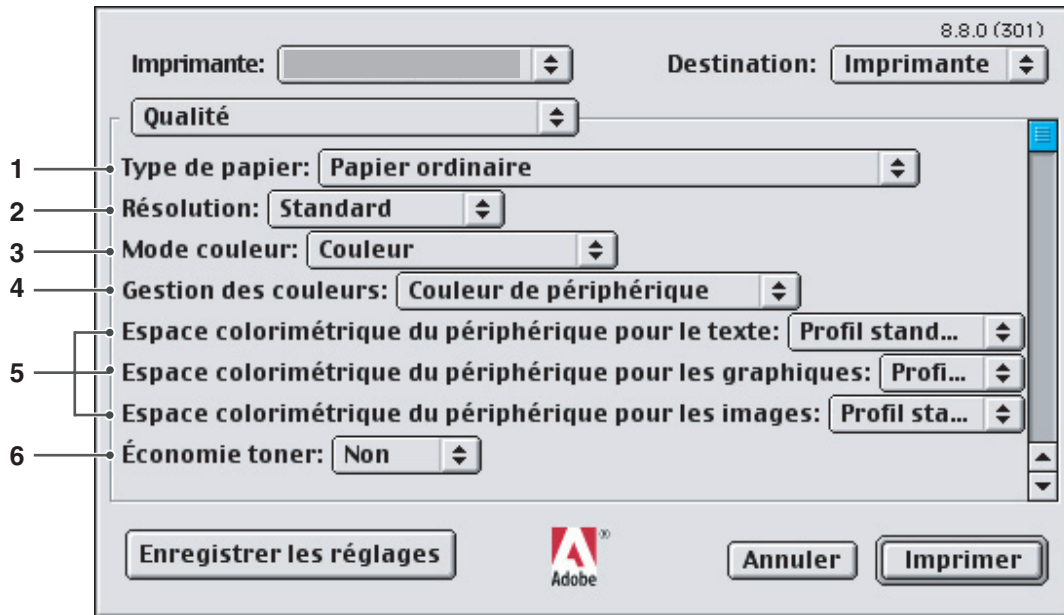 8.8.0 (301)
Imprimante: Destination: Imprimante
Qualité
1 Type de papier: Papier ordinaire
2 Résolution: Standard
3 Mode couleur: Couleur
4 Gestion des couleurs: Couleur de périphérique
Espace colorimétrique du périphérique pour le texte: Profil stand...
5 Espace colorimétrique du périphérique pour les graphiques: Profi...
Espace colorimétrique du périphérique pour les images: Profil sta...
6 Économie toner: Non
Enregistrer les réglages Adobe® Annuler Imprimer